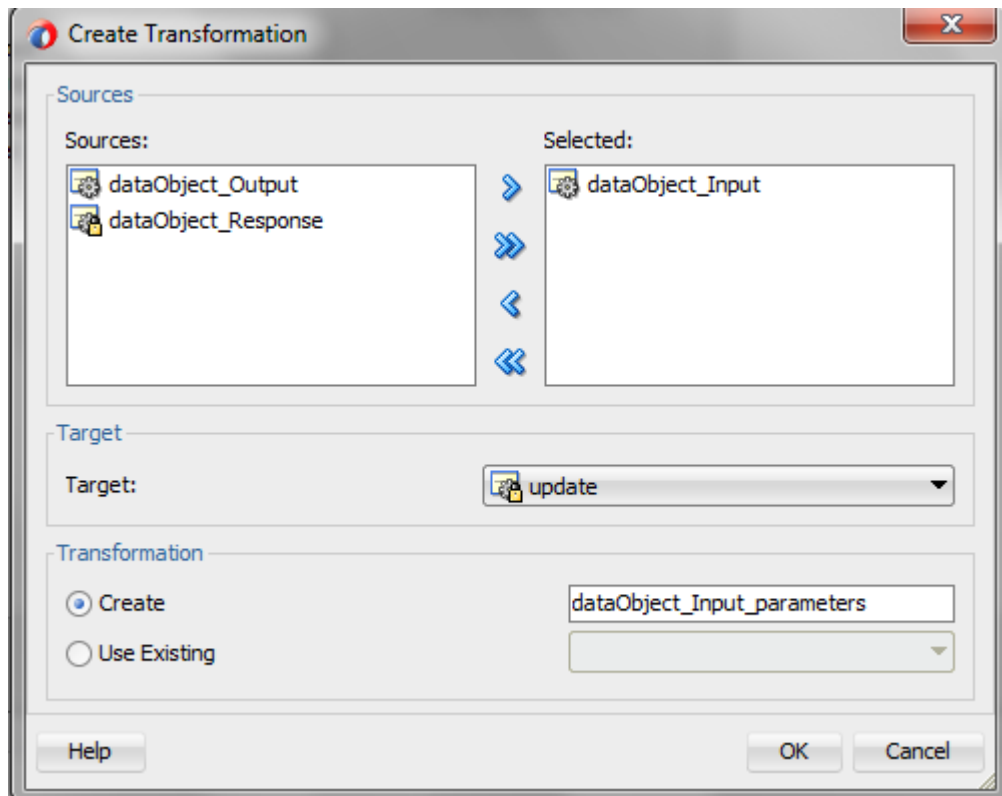 Create Transformation
Sources
Sources:
Selected:
dataObject_Output
dataObject_Input
dataObject_Response
Target
Target:
update
Transformation
Create
dataObject_Input_parameters
Use Existing
Help
OK
Cancel